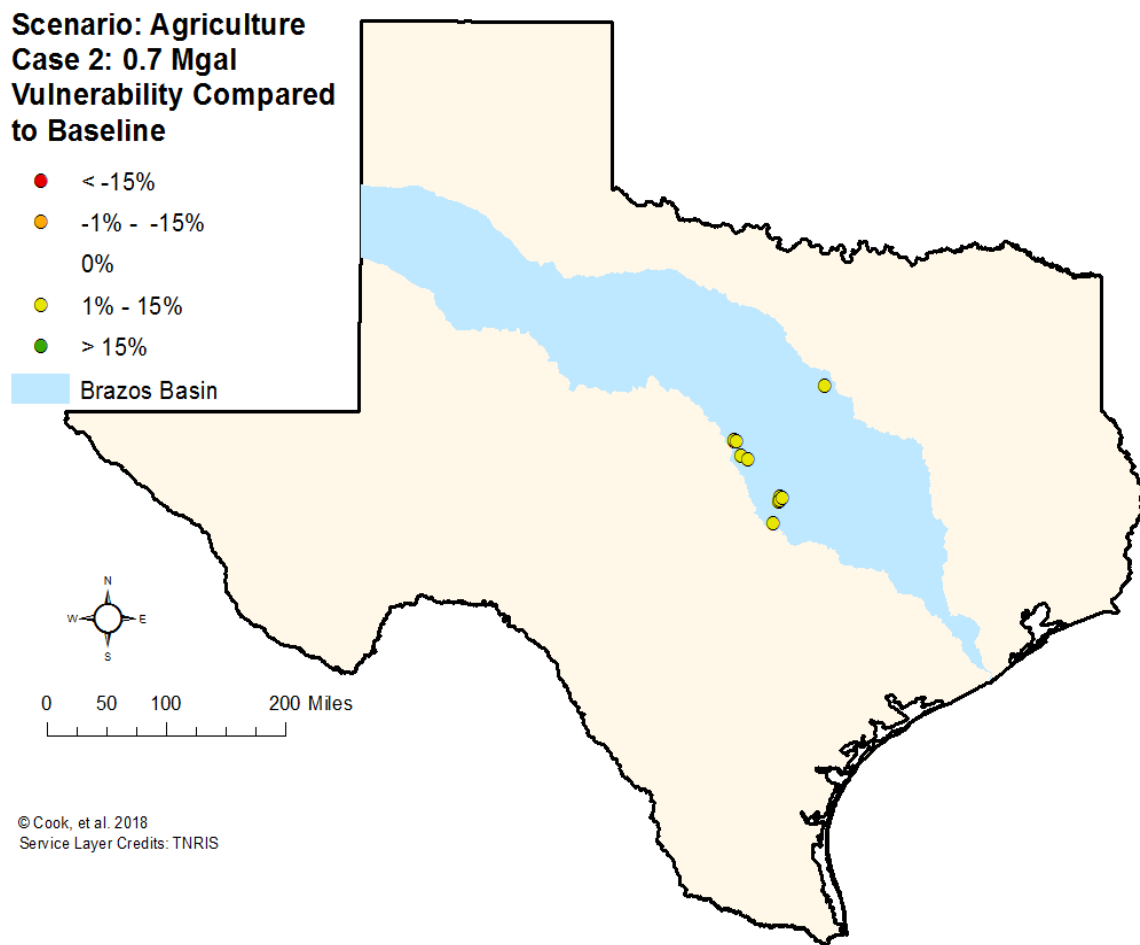 Scenario: Agriculture
Case 2: 0.7 Mgal
Vulnerability Compared
to Baseline
< -15%
-1% - -15%
0%
1% - 15%
> 15%
Brazos Basin
N
W E
S
0 50 100 200 Miles
© Cook, et al. 2018
Service Layer Credits: TNRIS